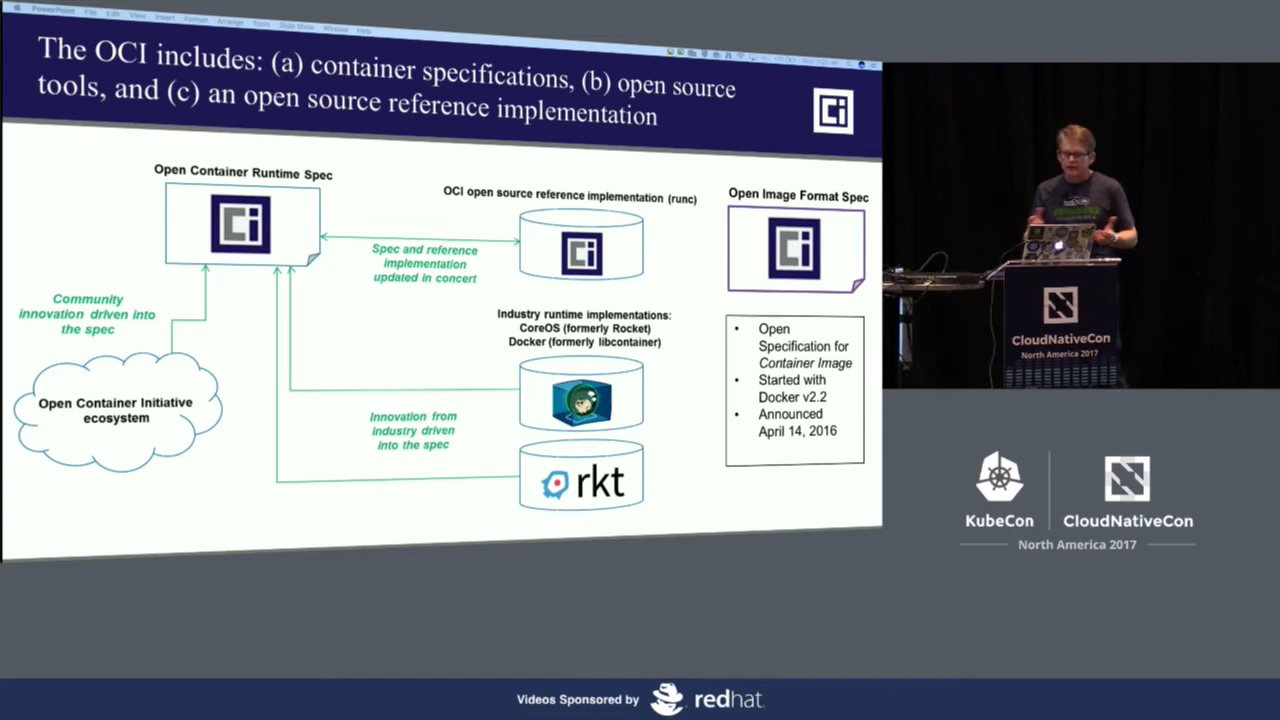 PowerPoint File Edit View Insert Format Arrange Tools Slide Show Window Help
The OCI includes: (a) container specifications, (b) open source
tools, and (c) an open source reference implementation
Ci
Open Container Runtime Spec
Ci
OCI open source reference implementation (runc)
Ci
Open Image Format Spec
Ci
Spec and reference
implementation
updated in concert
Community
innovation driven into
the spec
Open Container Initiative
ecosystem
Industry runtime implementations:
CoreOS (formerly Rocket)
Docker (formerly libcontainer)
Innovation from
industry driven
into the spec
rkt
• Open
Specification for
Container Image
• Started with
Docker v2.2
• Announced
April 14, 2016
CloudNativeCon
North America 2017
KubeCon
CloudNativeCon
North America 2017
Videos Sponsored by
redhat.